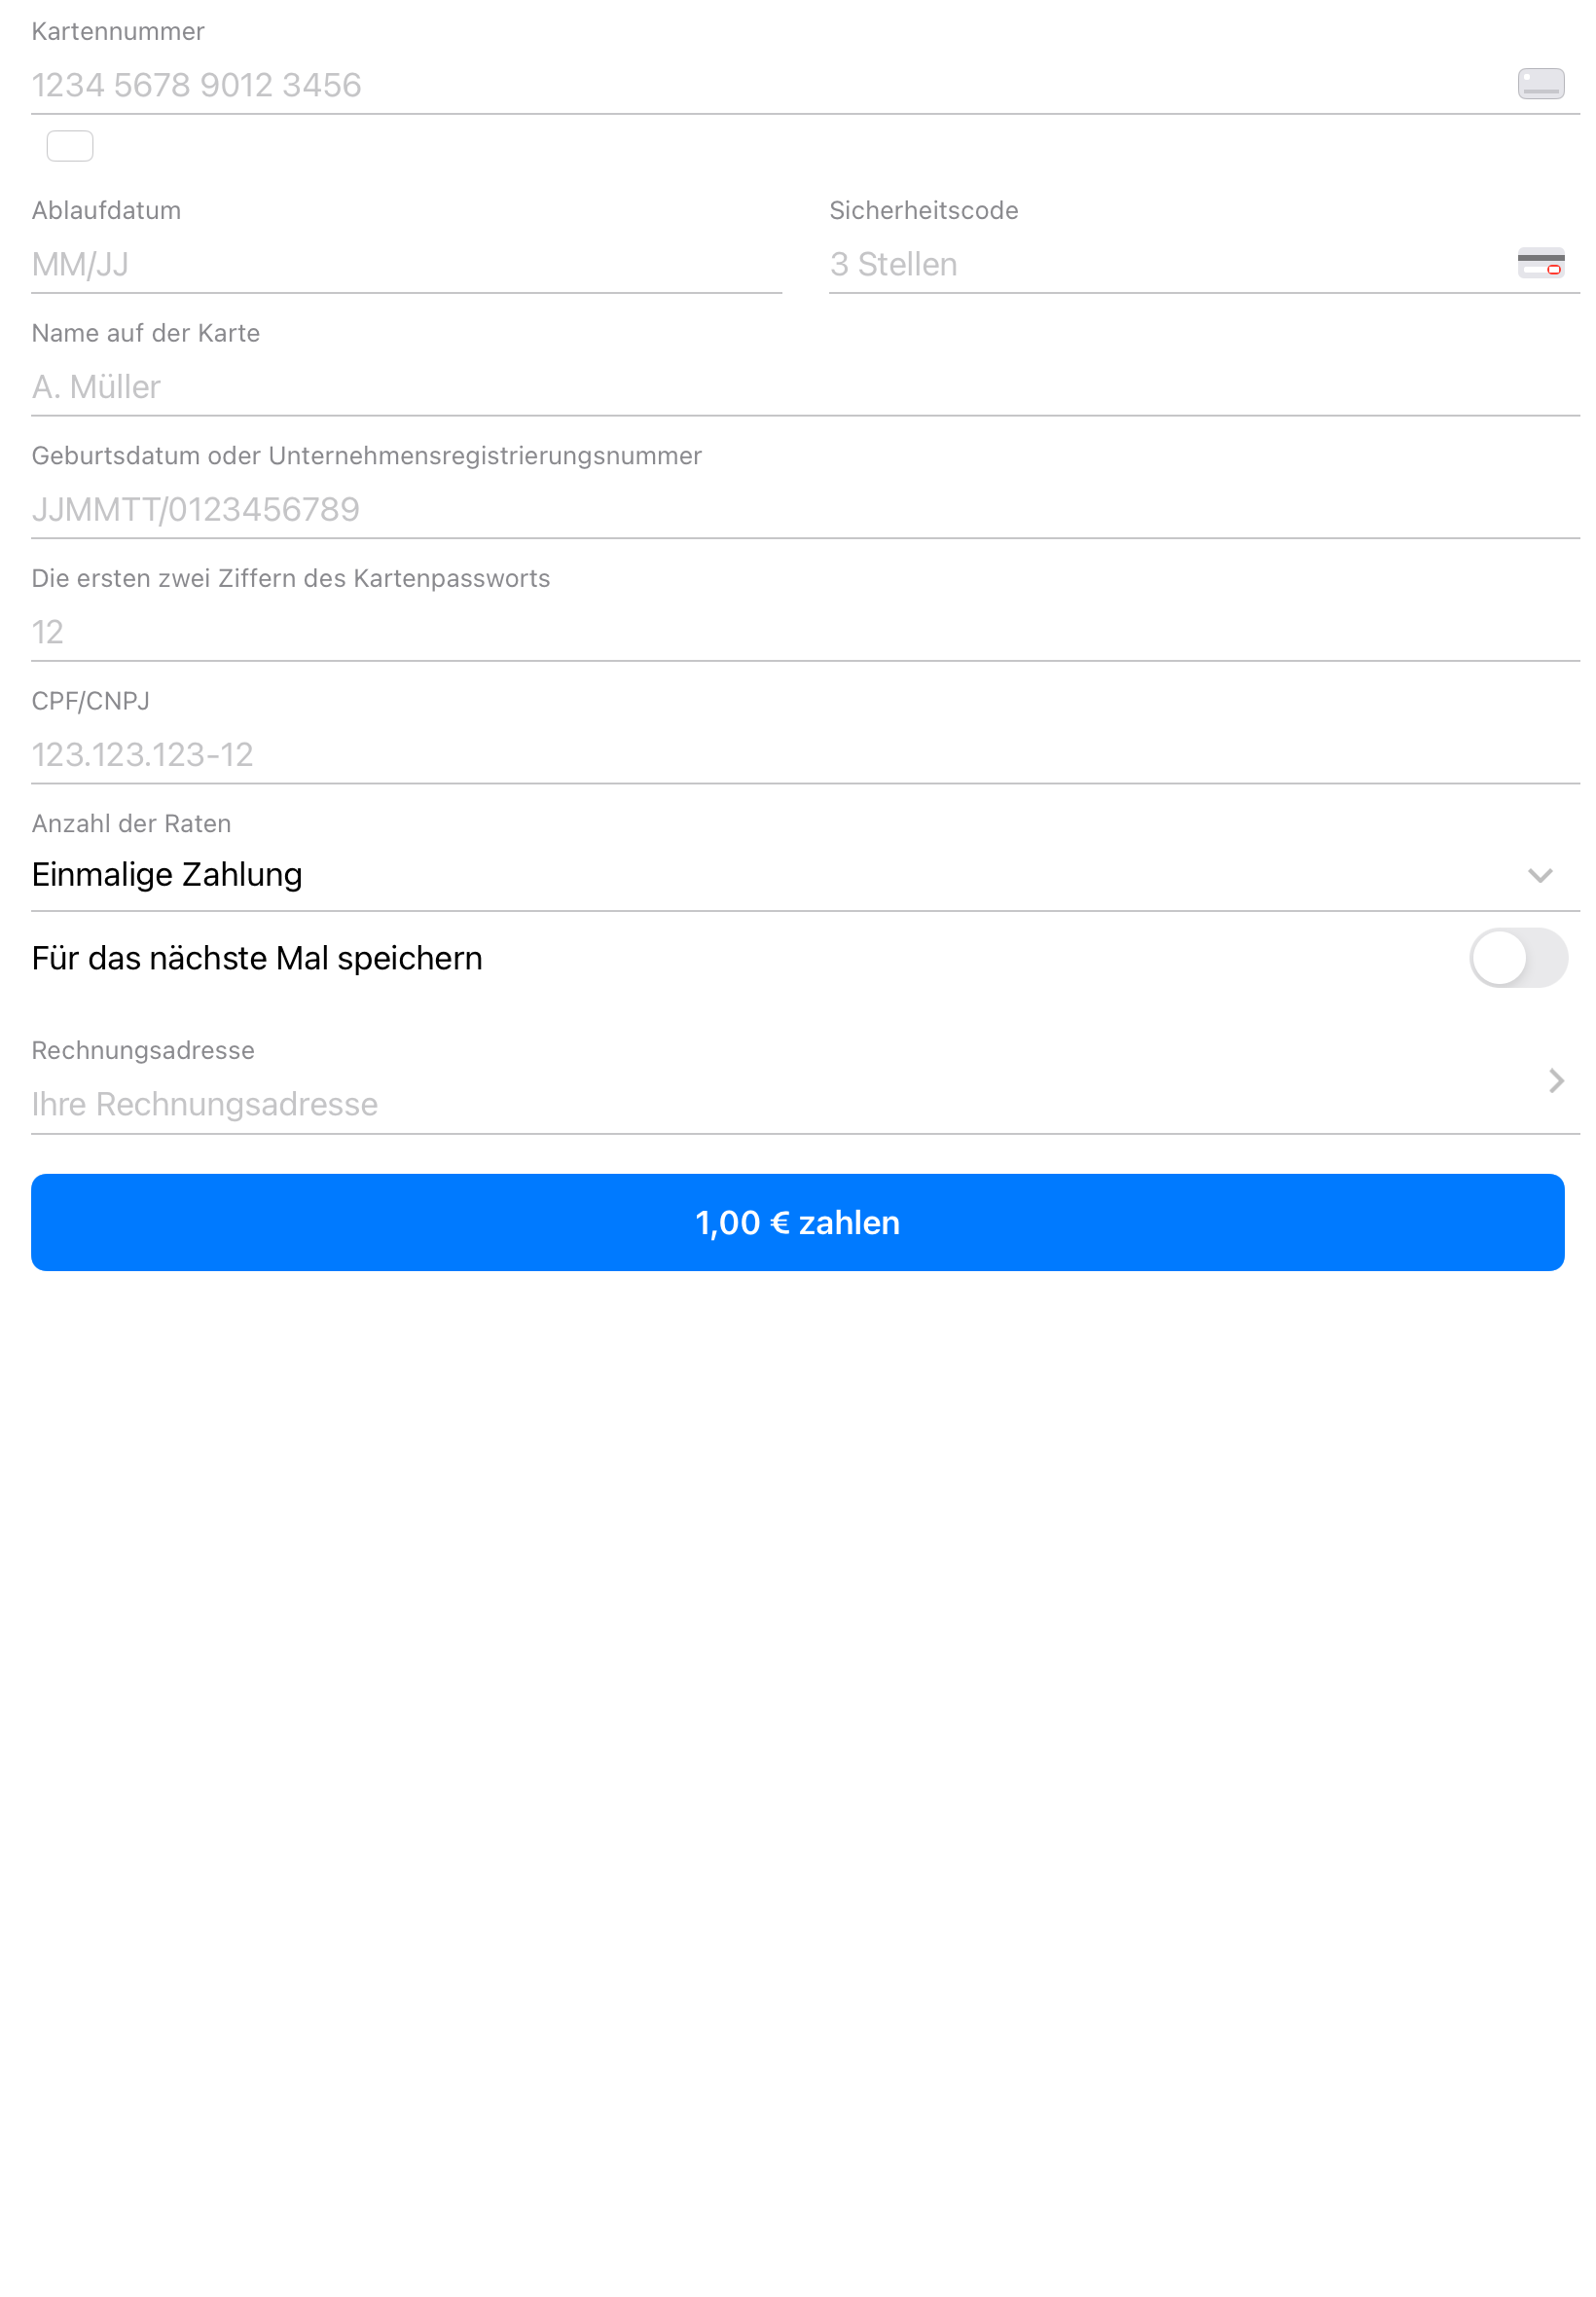 Kartennummer
1234 5678 9012 3456
Ablaufdatum
Sicherheitscode
MM/JJ
3 Stellen
Name auf der Karte
A. Müller
Geburtsdatum oder Unternehmensregistrierungsnummer
JJMMTT/0123456789
Die ersten zwei Ziffern des Kartenpassworts
12
CPF/CNPJ
123.123.123-12
Anzahl der Raten
Einmalige Zahlung
Für das nächste Mal speichern
Rechnungsadresse
Ihre Rechnungsadresse
1,00 € zahlen